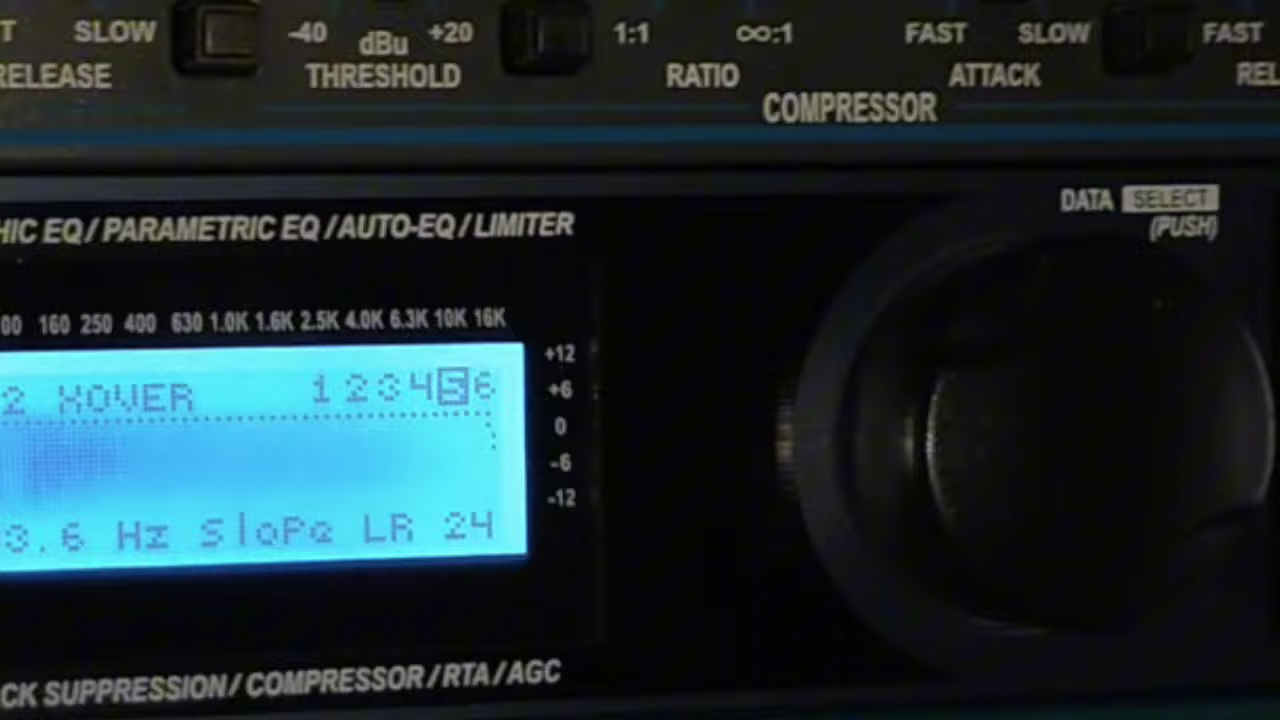 T SLOW -40 dBu +20 1:1 ∞:1 FAST SLOW FAST
RELEASE THRESHOLD RATIO ATTACK REL
COMPRESSOR
DATA SELECT
(PUSH)
HIC EQ / PARAMETRIC EQ / AUTO-EQ / LIMITER
00 160 250 400 630 1.0K 1.6K 2.5K 4.0K 6.3K 10K 16K
+12
+6
0
-6
-12
2 XOVER 1 2 3 4 5 6
3.6 Hz Slope LR 24
CK SUPPRESSION / COMPRESSOR / RTA / AGC